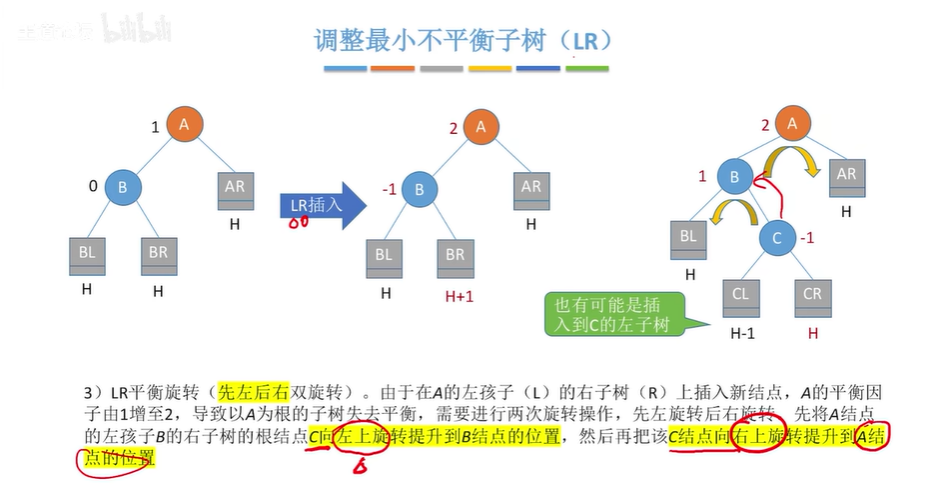 bilibili
调整最小不平衡子树（LR）
1 A
0 B
AR
H
BL
BR
H
H
LR插入
2 A
-1 B
AR
H
BL
BR
H
H+1
2 A
1 B
AR
H
BL
C -1
H
CL
CR
H-1
H
也有可能是插
入到C的左子树
3）LR平衡旋转（先左后右双旋转）。由于在A的左孩子（L）的右子树（R）上插入新结点，A的平衡因
子由1增至2，导致以A为根的子树失去平衡，需要进行两次旋转操作，先左旋转后右旋转。先将A结点
的左孩子B的右子树的根结点C向左上旋转提升到B结点的位置，然后再把该C结点向右上旋转提升到A结
点的位置